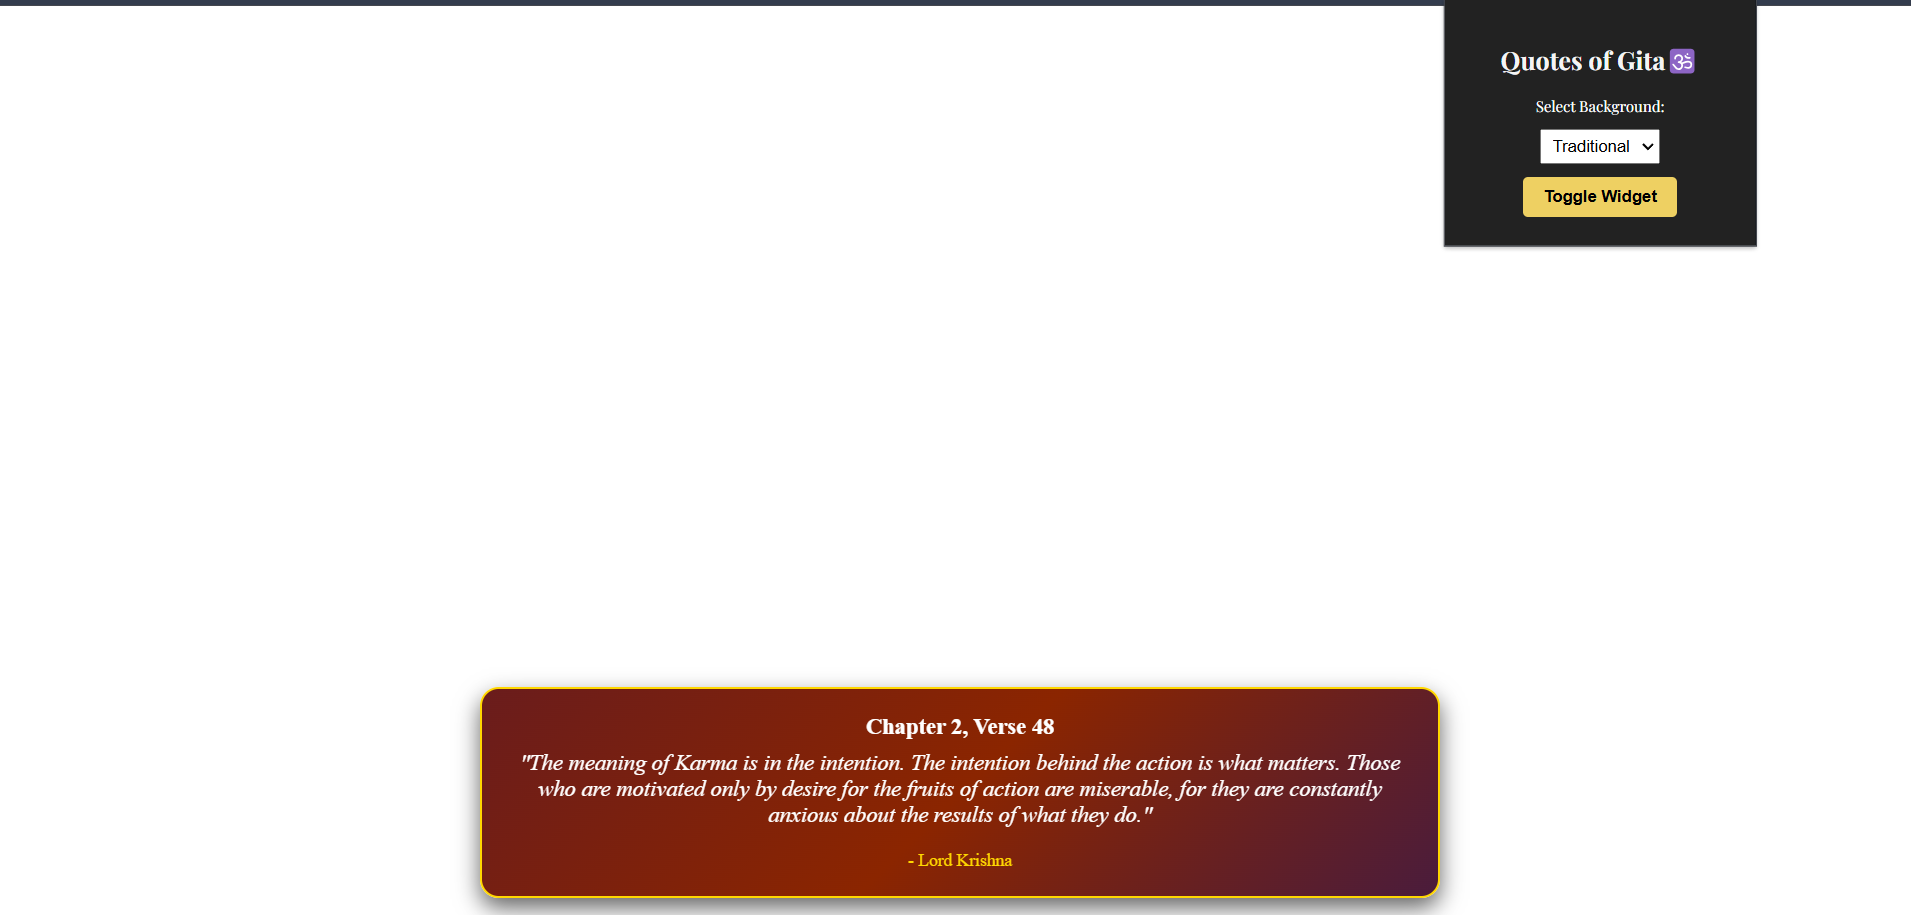 Quotes of Gita 🕉
Select Background:
Traditional
Toggle Widget
Chapter 2, Verse 48
"The meaning of Karma is in the intention. The intention behind the action is what matters. Those
who are motivated only by desire for the fruits of action are miserable, for they are constantly
anxious about the results of what they do."
- Lord Krishna